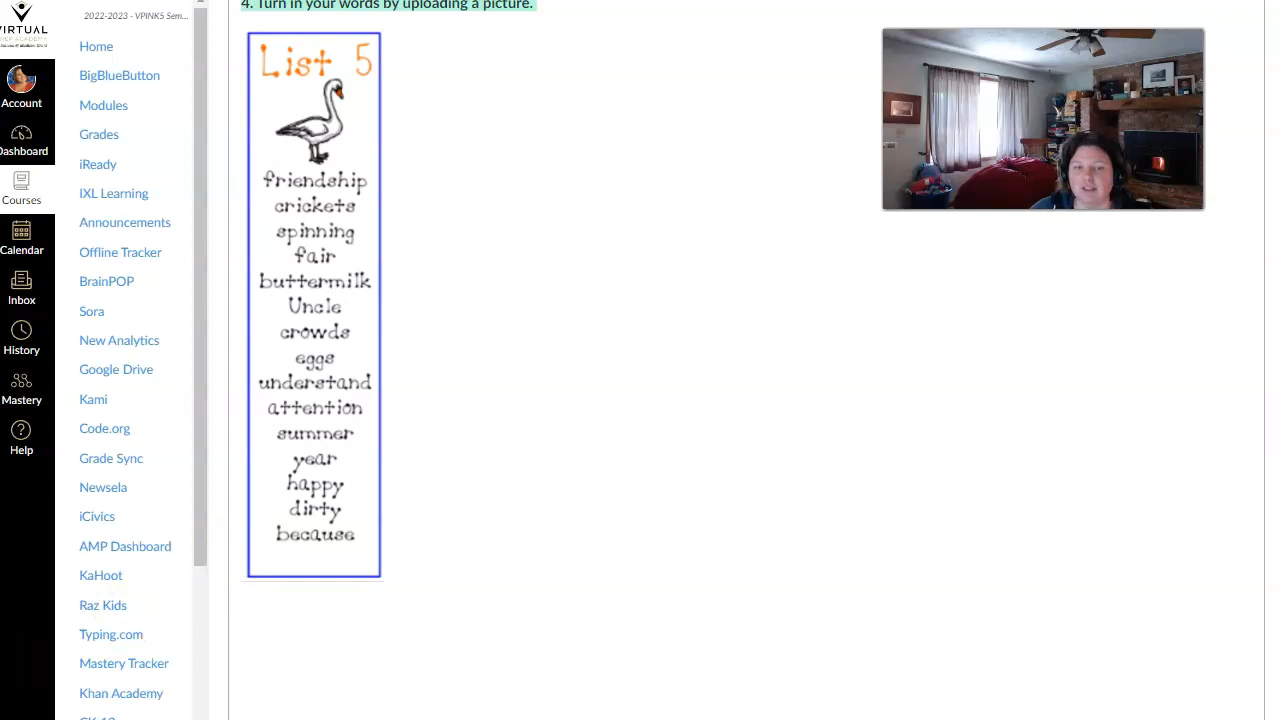 4. Turn in your words by uploading a picture.
VIRTUAL
2022-2023 - VPINK5 Sem...
Account
Dashboard
Courses
Calendar
Inbox
History
Mastery
Help
Home
BigBlueButton
Modules
Grades
iReady
IXL Learning
Announcements
Offline Tracker
BrainPOP
Sora
New Analytics
Google Drive
Kami
Code.org
Grade Sync
Newsela
iCivics
AMP Dashboard
KaHoot
Raz Kids
Typing.com
Mastery Tracker
Khan Academy
List 5
friendship
crickets
spinning
fair
buttermilk
Uncle
crowds
eggs
understand
attention
summer
year
happy
dirty
because